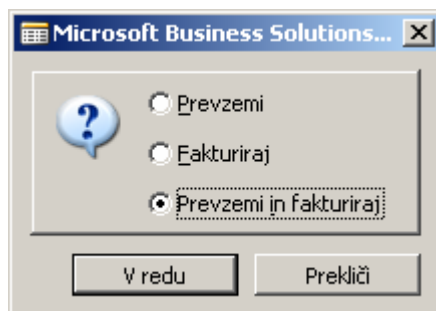 Microsoft Business Solutions...
Prevzemi
Fakturiraj
Prevzemi in fakturiraj
V redu
Prekliči